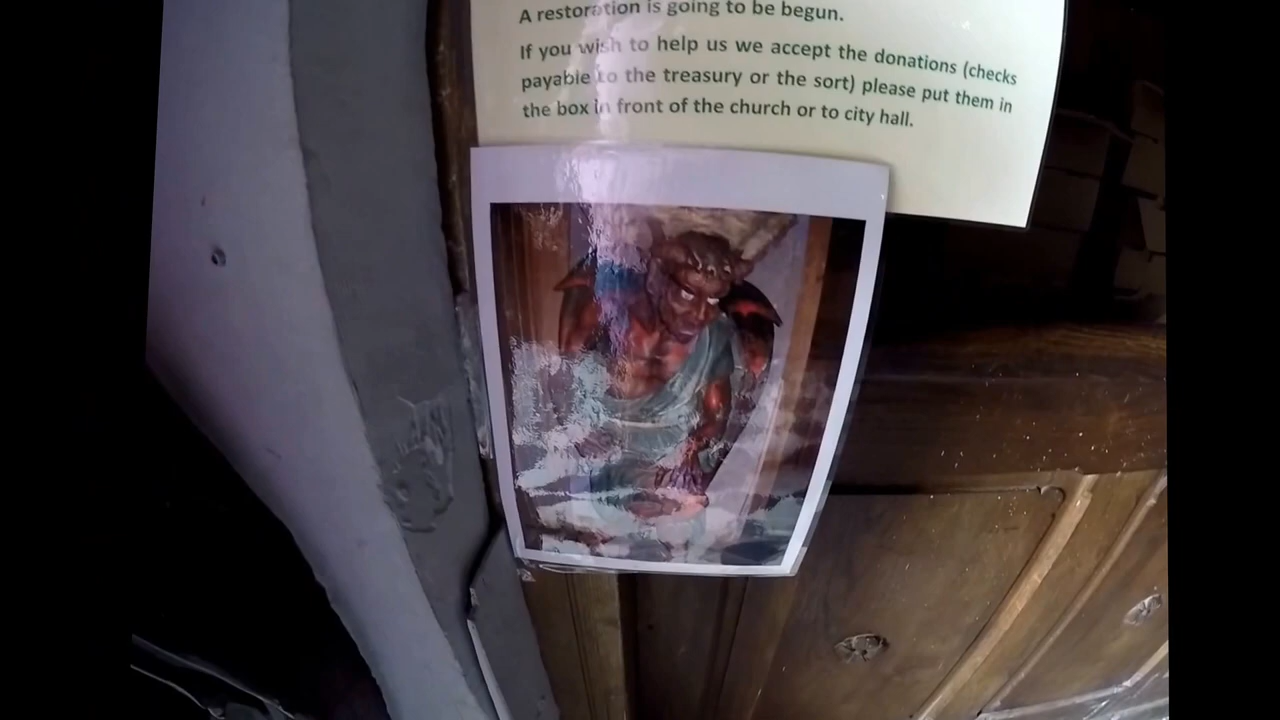 A restoration is going to be begun.
If you wish to help us we accept the donations (checks
payable to the treasury or the sort) please put them in
the box in front of the church or to city hall.